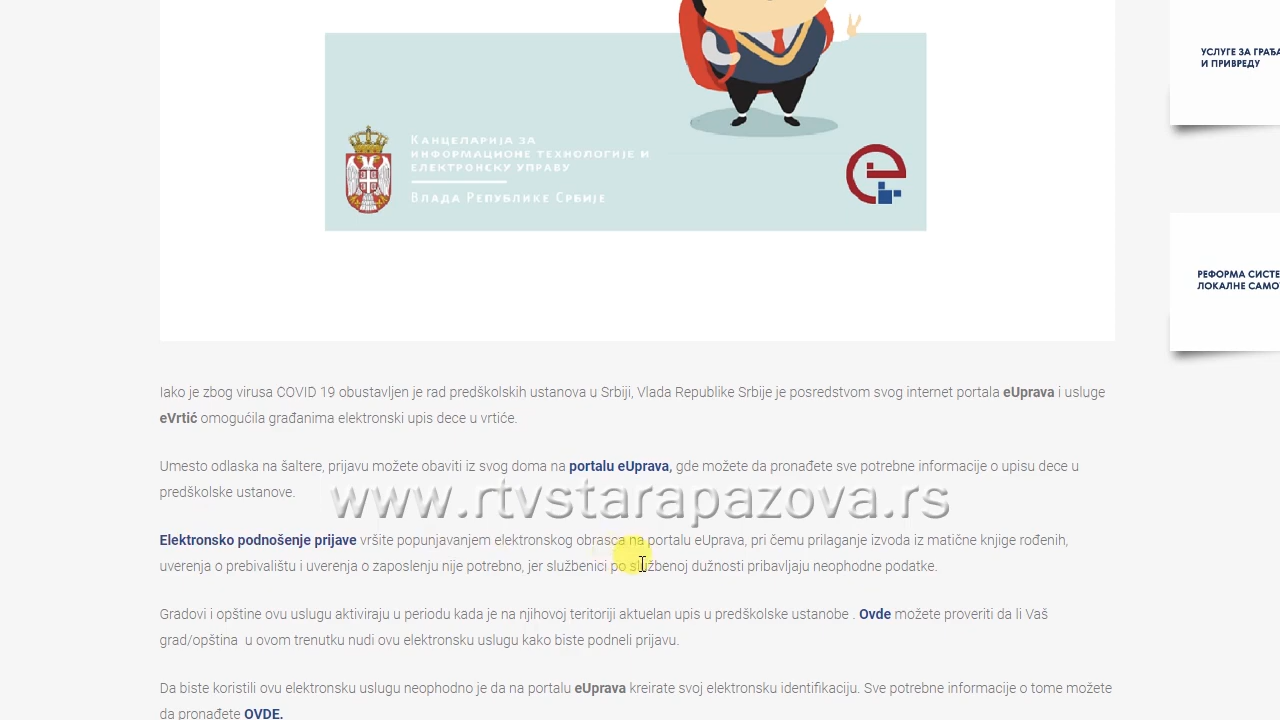 УСЛУГЕ ЗА
И ПРИВРЕДУ
Канцеларија за
информационе технологије и
електронску управу
Влада Републике Србије
РЕФОРМА
ЛОКАЛНЕ
Iako je zbog virusa COVID 19 obustavljen je rad predškolskih ustanova u Srbiji, Vlada Republike Srbije je posredstvom svog internet portala eUprava i usluge
eVrtić omogućila građanima elektronski upis dece u vrtiće.
Umesto odlaska na šaltere, prijavu možete obaviti iz svog doma na portalu eUprava, gde možete da pronađete sve potrebne informacije o upisu dece u
predškolske ustanove.
www.rtvstarapazova.rs
Elektronsko podnošenje prijave vršite popunjavanjem elektronskog obrasca na portalu eUprava, pri čemu prilaganje izvoda iz matične knjige rođenih,
uverenja o prebivalištu i uverenja o zaposlenju nije potrebno, jer službenici po službenoj dužnosti pribavljaju neophodne podatke.
Gradovi i opštine ovu uslugu aktiviraju u periodu kada je na njihovoj teritoriji aktuelan upis u predškolske ustanobe . Ovde možete proveriti da li Vaš
grad/opština u ovom trenutku nudi ovu elektronsku uslugu kako biste podneli prijavu.
Da biste koristili ovu elektronsku uslugu neophodno je da na portalu eUprava kreirate svoj elektronsku identifikaciju. Sve potrebne informacije o tome možete
da pronađete OVDE.